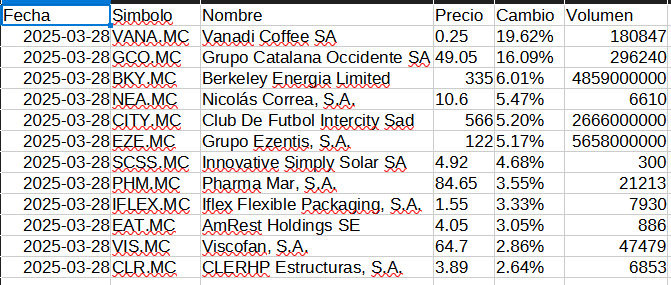 Fecha Simbolo Nombre Precio Cambio Volumen
2025-03-28 VANA.MC Vanadi Coffee SA 0.25 19.62% 180847
2025-03-28 GCO.MC Grupo Catalana Occidente SA 49.05 16.09% 296240
2025-03-28 BKY.MC Berkeley Energia Limited 335 6.01% 4859000000
2025-03-28 NEA.MC Nicolás Correa, S.A. 10.6 5.47% 6610
2025-03-28 CITY.MC Club De Futbol Intercity Sad 566 5.20% 2666000000
2025-03-28 EZE.MC Grupo Ezentis, S.A. 122 5.17% 5658000000
2025-03-28 SCSS.MC Innovative Simply Solar SA 4.92 4.68% 300
2025-03-28 PHM.MC Pharma Mar, S.A. 84.65 3.55% 21213
2025-03-28 IFLEX.MC Iflex Flexible Packaging, S.A. 1.55 3.33% 7930
2025-03-28 EAT.MC AmRest Holdings SE 4.05 3.05% 886
2025-03-28 VIS.MC Viscofan, S.A. 64.7 2.86% 47479
2025-03-28 CLR.MC CLERHP Estructuras, S.A. 3.89 2.64% 6853